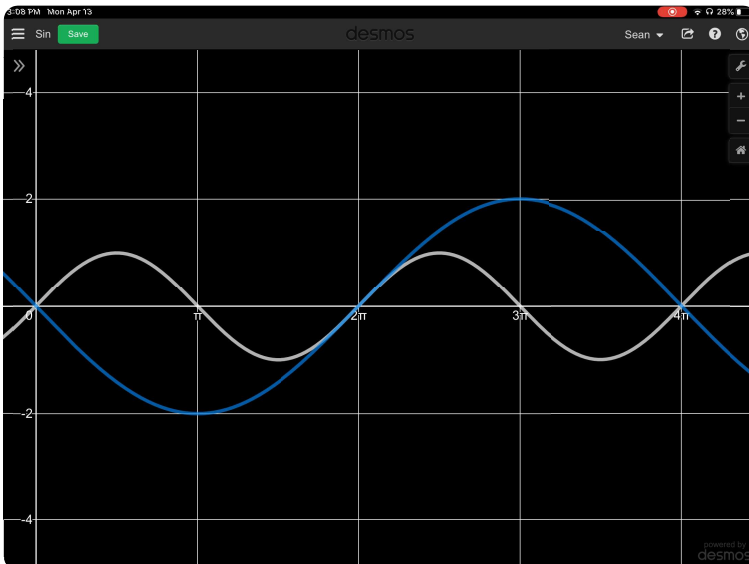 3:08 PM Mon Apr 13
28%
Sin Save desmos Sean
4
2
0 π 2π 3π 4π
-2
-4
powered by
desmos